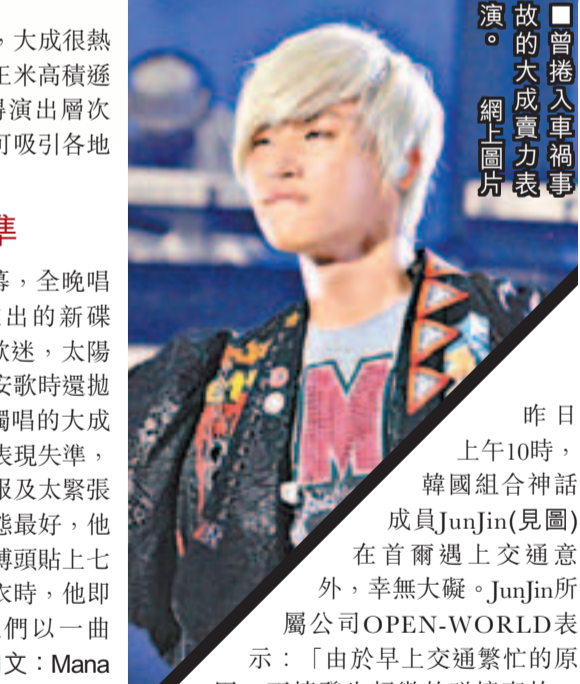 ■曾捲入車禍事
故的大成賣力表
演。 網上圖片
，大成很熱
王米高積遜
得演出層次
可吸引各地
準
幕，全晚唱
出的新碟
歌迷，太陽
安歌時還拋
獨唱的大成
表現失準，
服及太緊張
態最好，他
膊頭貼上七
衣時，他即
們以一曲
文：Mana
昨日
上午10時，
韓國組合神話
成員JunJin(見圖)
在首爾遇上交通意
外，幸無大礙。JunJin所
屬公司OPEN-WORLD表
示：「由於早上交通繁忙的原